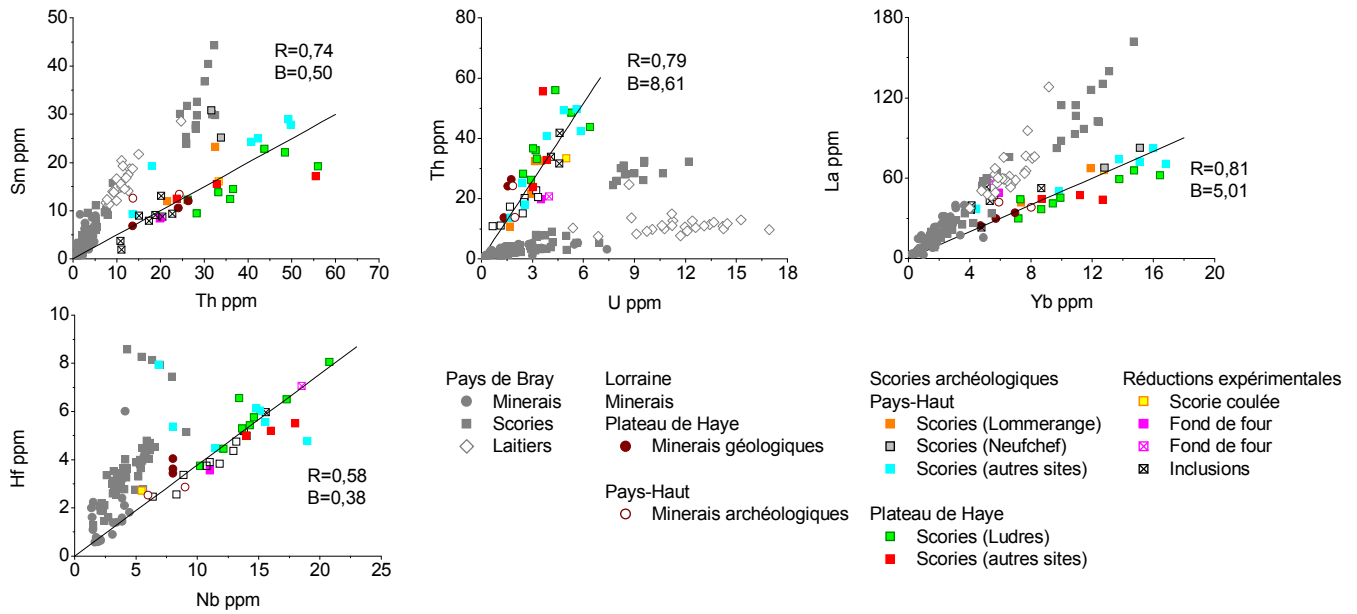 50
40
30
20
10
0
Sm ppm
R=0,74
B=0,50
0 10 20 30 40 50 60 70
Th ppm
80
60
40
20
0
Th ppm
R=0,79
B=8,61
0 3 6 9 12 15 18
U ppm
180
135
90
45
0
La ppm
R=0,81
B=5,01
0 4 8 12 16 20
Yb ppm
10
8
6
4
2
0
Hf ppm
R=0,58
B=0,38
0 5 10 15 20 25
Nb ppm
Pays de Bray
Minerais
Scories
Laitiers
Lorraine
Minerais
Plateau de Haye
Minerais géologiques
Pays-Haut
Minerais archéologiques
Scories archéologiques
Pays-Haut
Scories (Lommerange)
Scories (Neufchef)
Scories (autres sites)
Plateau de Haye
Scories (Ludres)
Scories (autres sites)
Réductions expérimentales
Scorie coulée
Fond de four
Fond de four
Inclusions